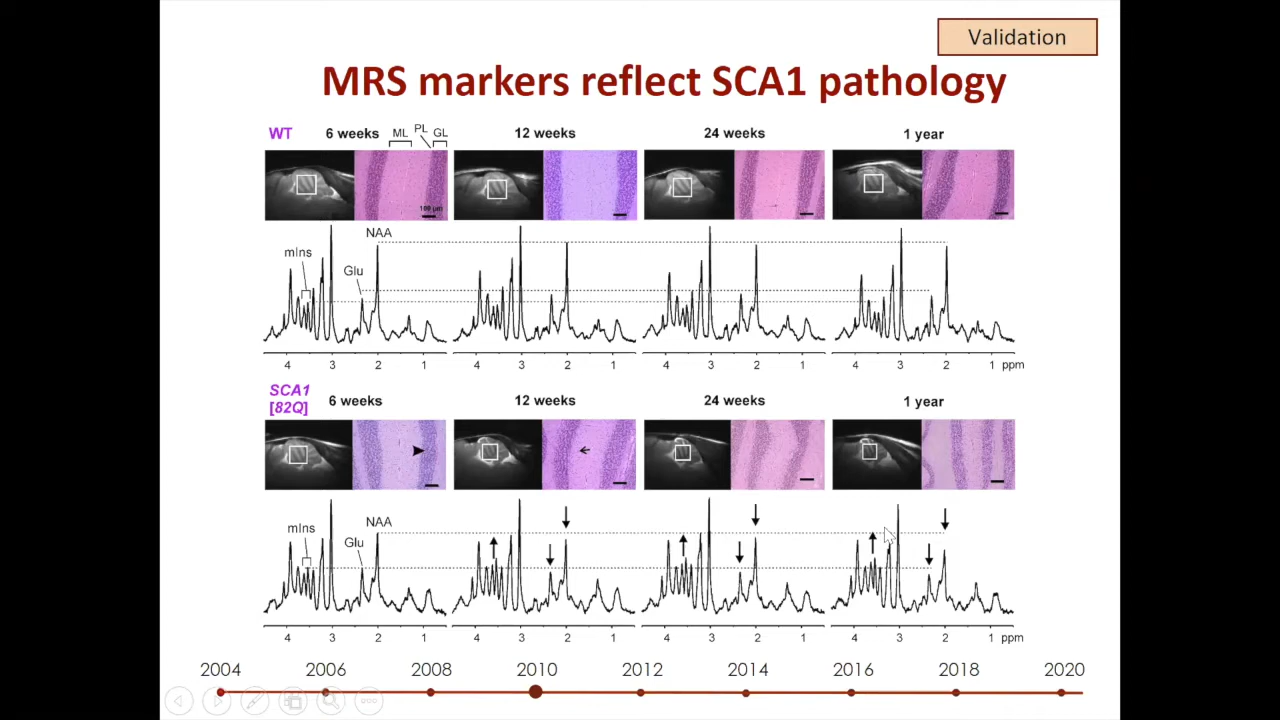 Validation
MRS markers reflect SCA1 pathology
WT 6 weeks ML PL GL 12 weeks 24 weeks 1 year
100 µm
NAA
mIns
Glu
4 3 2 1 4 3 2 1 4 3 2 1 4 3 2 1 ppm
SCA1
[82Q] 6 weeks 12 weeks 24 weeks 1 year
NAA
mIns
Glu
4 3 2 1 4 3 2 1 4 3 2 1 4 3 2 1 ppm
2004 2006 2008 2010 2012 2014 2016 2018 2020